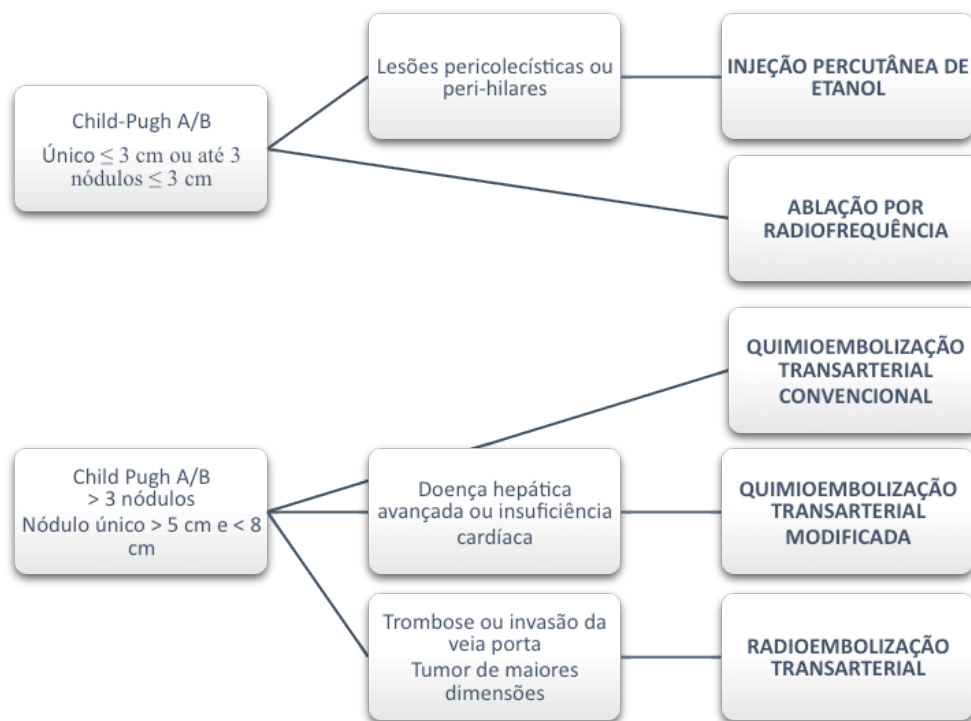 Lesões pericolecísticas ou
peri-hilares
INJEÇÃO PERCUTÂNEA DE
ETANOL
Child-Pugh A/B
Único ≤ 3 cm ou até 3
nódulos ≤ 3 cm
ABLAÇÃO POR
RADIOFREQUÊNCIA
QUIMIOEMBOLIZAÇÃO
TRANSARTERIAL
CONVENCIONAL
Child Pugh A/B
> 3 nódulos
Nódulo único > 5 cm e < 8
cm
Doença hepática
avançada ou insuficiência
cardíaca
QUIMIOEMBOLIZAÇÃO
TRANSARTERIAL
MODIFICADA
Trombose ou invasão da
veia porta
Tumor de maiores
dimensões
RADIOEMBOLIZAÇÃO
TRANSARTERIAL